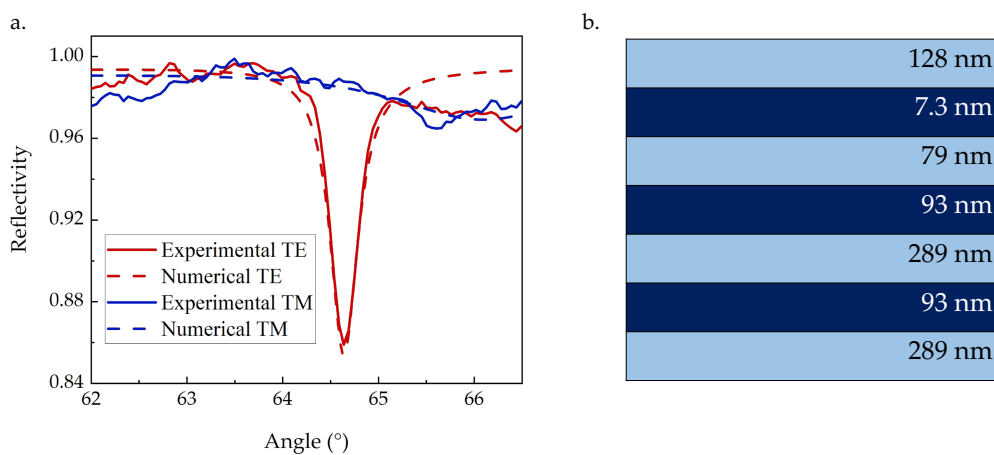 a.
1.00
0.96
0.92
0.88
0.84
Reflectivity
Experimental TE
Numerical TE
Experimental TM
Numerical TM
62 63 64 65 66
Angle (°)
b.
128 nm
7.3 nm
79 nm
93 nm
289 nm
93 nm
289 nm